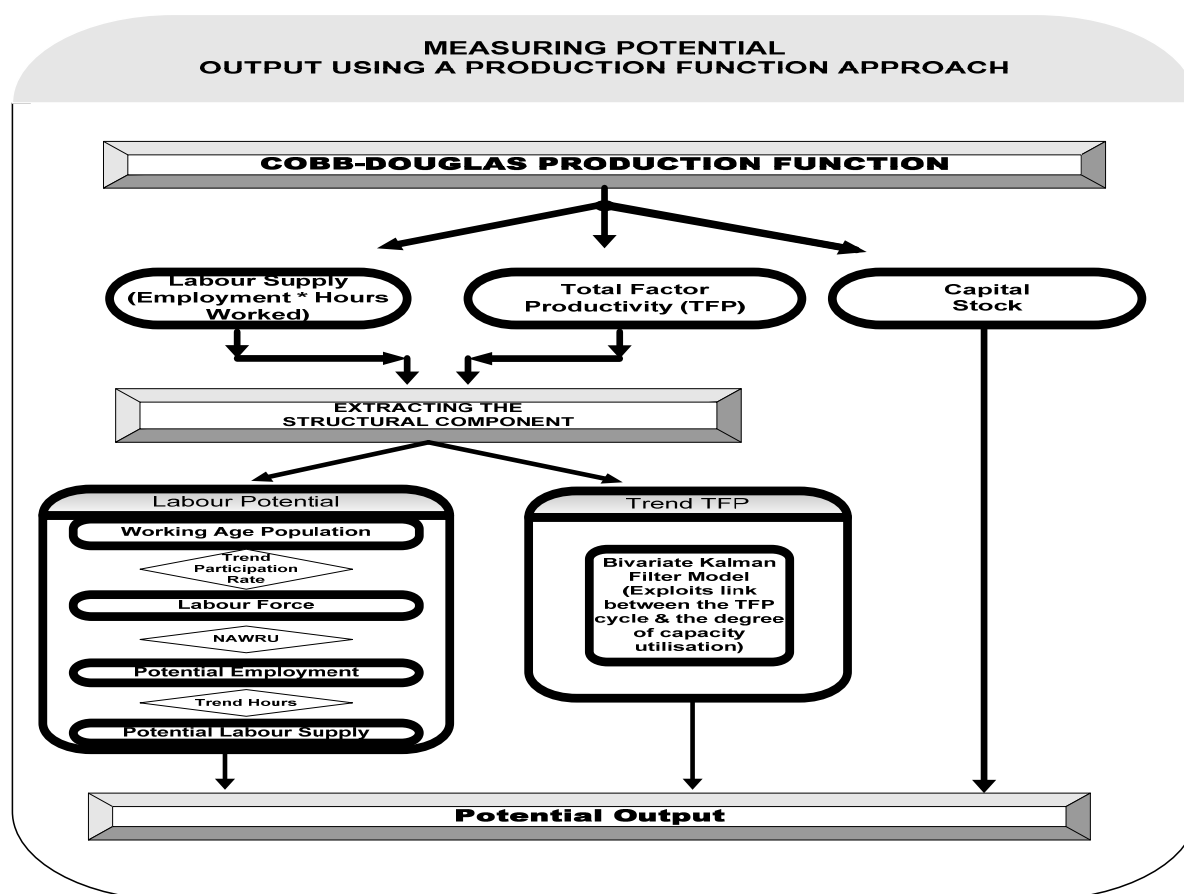 MEASURING POTENTIAL
OUTPUT USING A PRODUCTION FUNCTION APPROACH
COBB-DOUGLAS PRODUCTION FUNCTION
Labour Supply
(Employment * Hours
Worked)
Total Factor
Productivity (TFP)
Capital
Stock
EXTRACTING THE
STRUCTURAL COMPONENT
Labour Potential
Working Age Population
Trend
Participation
Rate
Labour Force
NAWRU
Potential Employment
Trend Hours
Potential Labour Supply
Trend TFP
Bivariate Kalman
Filter Model
(Exploits link
between the TFP
cycle & the degree
of capacity
utilisation)
Potential Output